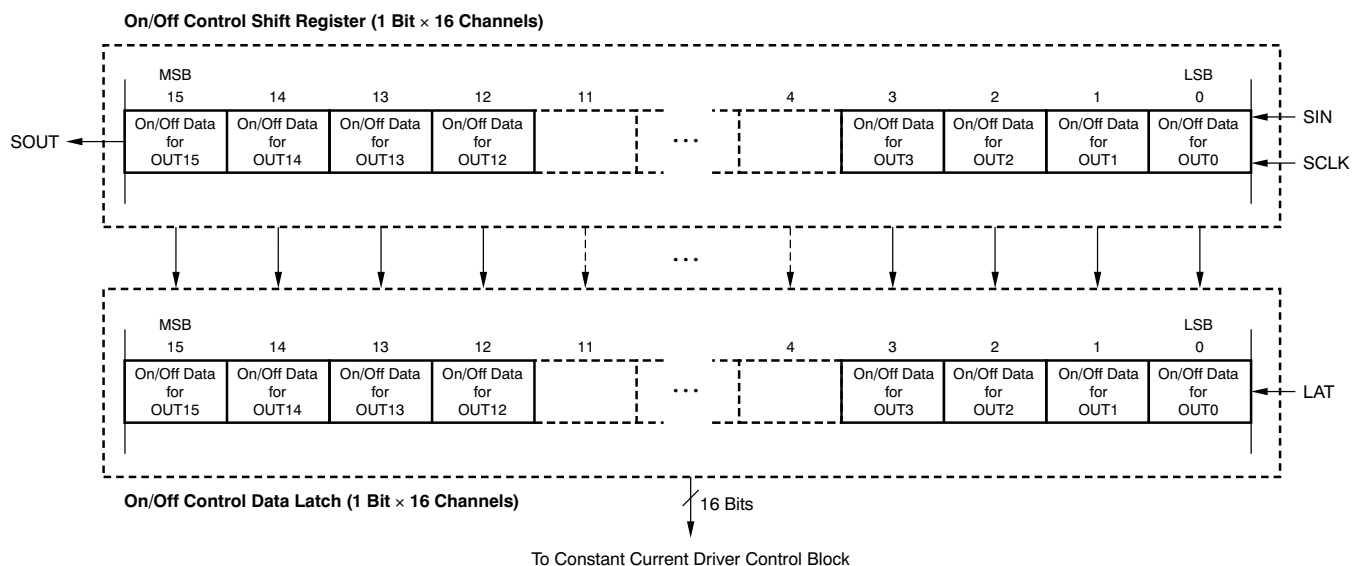 On/Off Control Shift Register (1 Bit × 16 Channels)
MSB LSB
15 14 13 12 11 4 3 2 1 0
On/Off Data On/Off Data On/Off Data On/Off Data On/Off Data On/Off Data On/Off Data On/Off Data SIN
SOUT for for for for ... for for for for
OUT15 OUT14 OUT13 OUT12 OUT3 OUT2 OUT1 OUT0 SCLK
...
MSB LSB
15 14 13 12 11 4 3 2 1 0
On/Off Data On/Off Data On/Off Data On/Off Data On/Off Data On/Off Data On/Off Data On/Off Data
for for for for ... for for for for LAT
OUT15 OUT14 OUT13 OUT12 OUT3 OUT2 OUT1 OUT0
On/Off Control Data Latch (1 Bit × 16 Channels)
16 Bits
To Constant Current Driver Control Block